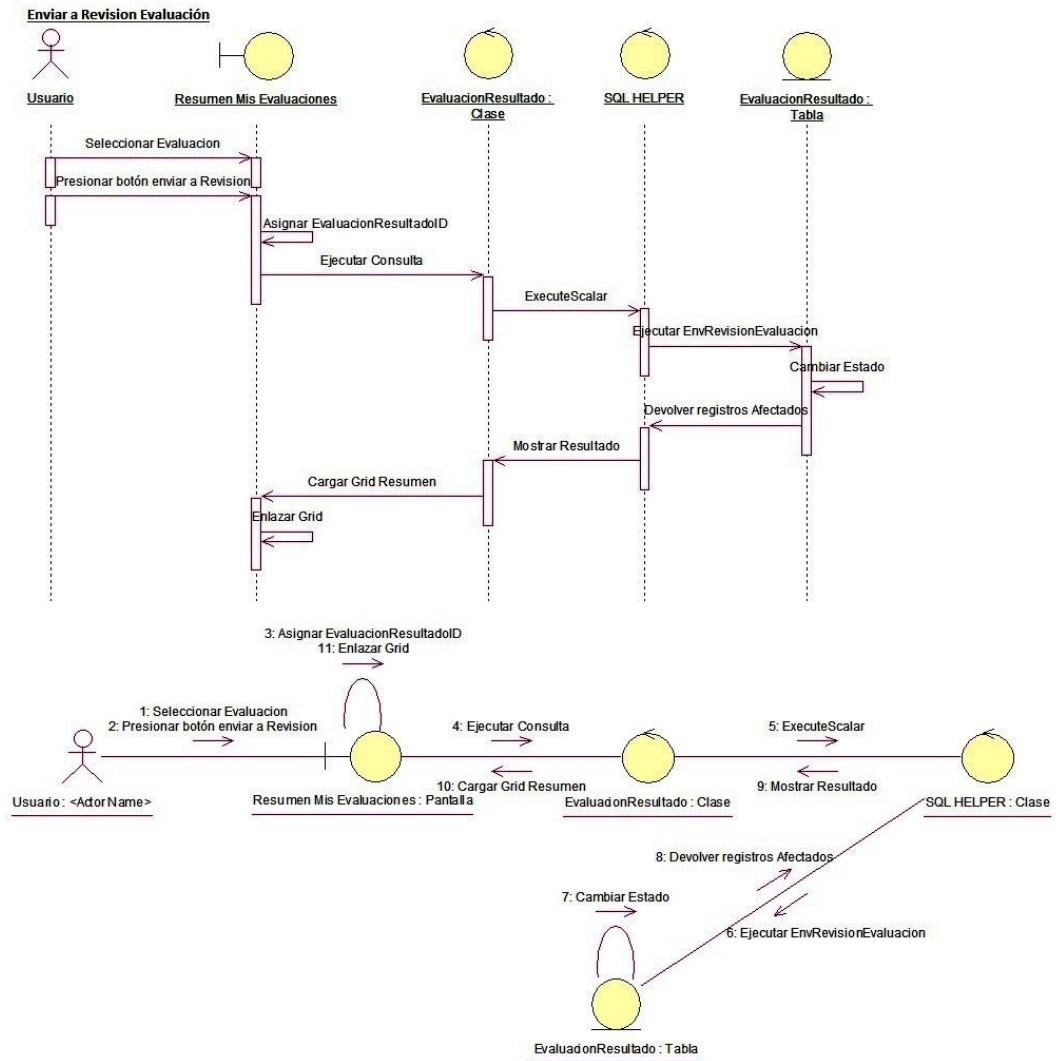 Enviar a Revision Evaluación
Usuario
Resumen Mis Evaluaciones
EvaluacionResultado :
Clase
SQL HELPER
EvaluacionResultado :
Tabla
Seleccionar Evaluacion
Presionar botón enviar a Revision
Asignar EvaluacionResultadoID
Ejecutar Consulta
ExecuteScalar
Ejecutar EnvRevisionEvaluacion
Cambiar Estado
Devolver registros Afectados
Mostrar Resultado
Cargar Grid Resumen
Enlazar Grid
3: Asignar EvaluacionResultadoID
11: Enlazar Grid
1: Seleccionar Evaluacion
2: Presionar botón enviar a Revision
4: Ejecutar Consulta
5: ExecuteScalar
10: Cargar Grid Resumen
9: Mostrar Resultado
Usuario : <ActorName>
Resumen Mis Evaluaciones : Pantalla
EvaluacionResultado : Clase
SQL HELPER : Clase
8: Devolver registros Afectados
7: Cambiar Estado
6: Ejecutar EnvRevisionEvaluacion
EvaluacionResultado : Tabla